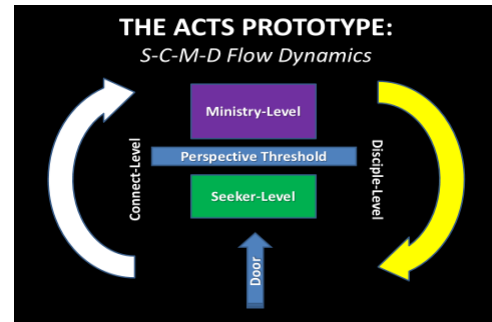 THE ACTS PROTOTYPE:
S-C-M-D Flow Dynamics
Ministry-Level
Perspective Threshold
Connect-Level
Disciple-Level
Seeker-Level
Door